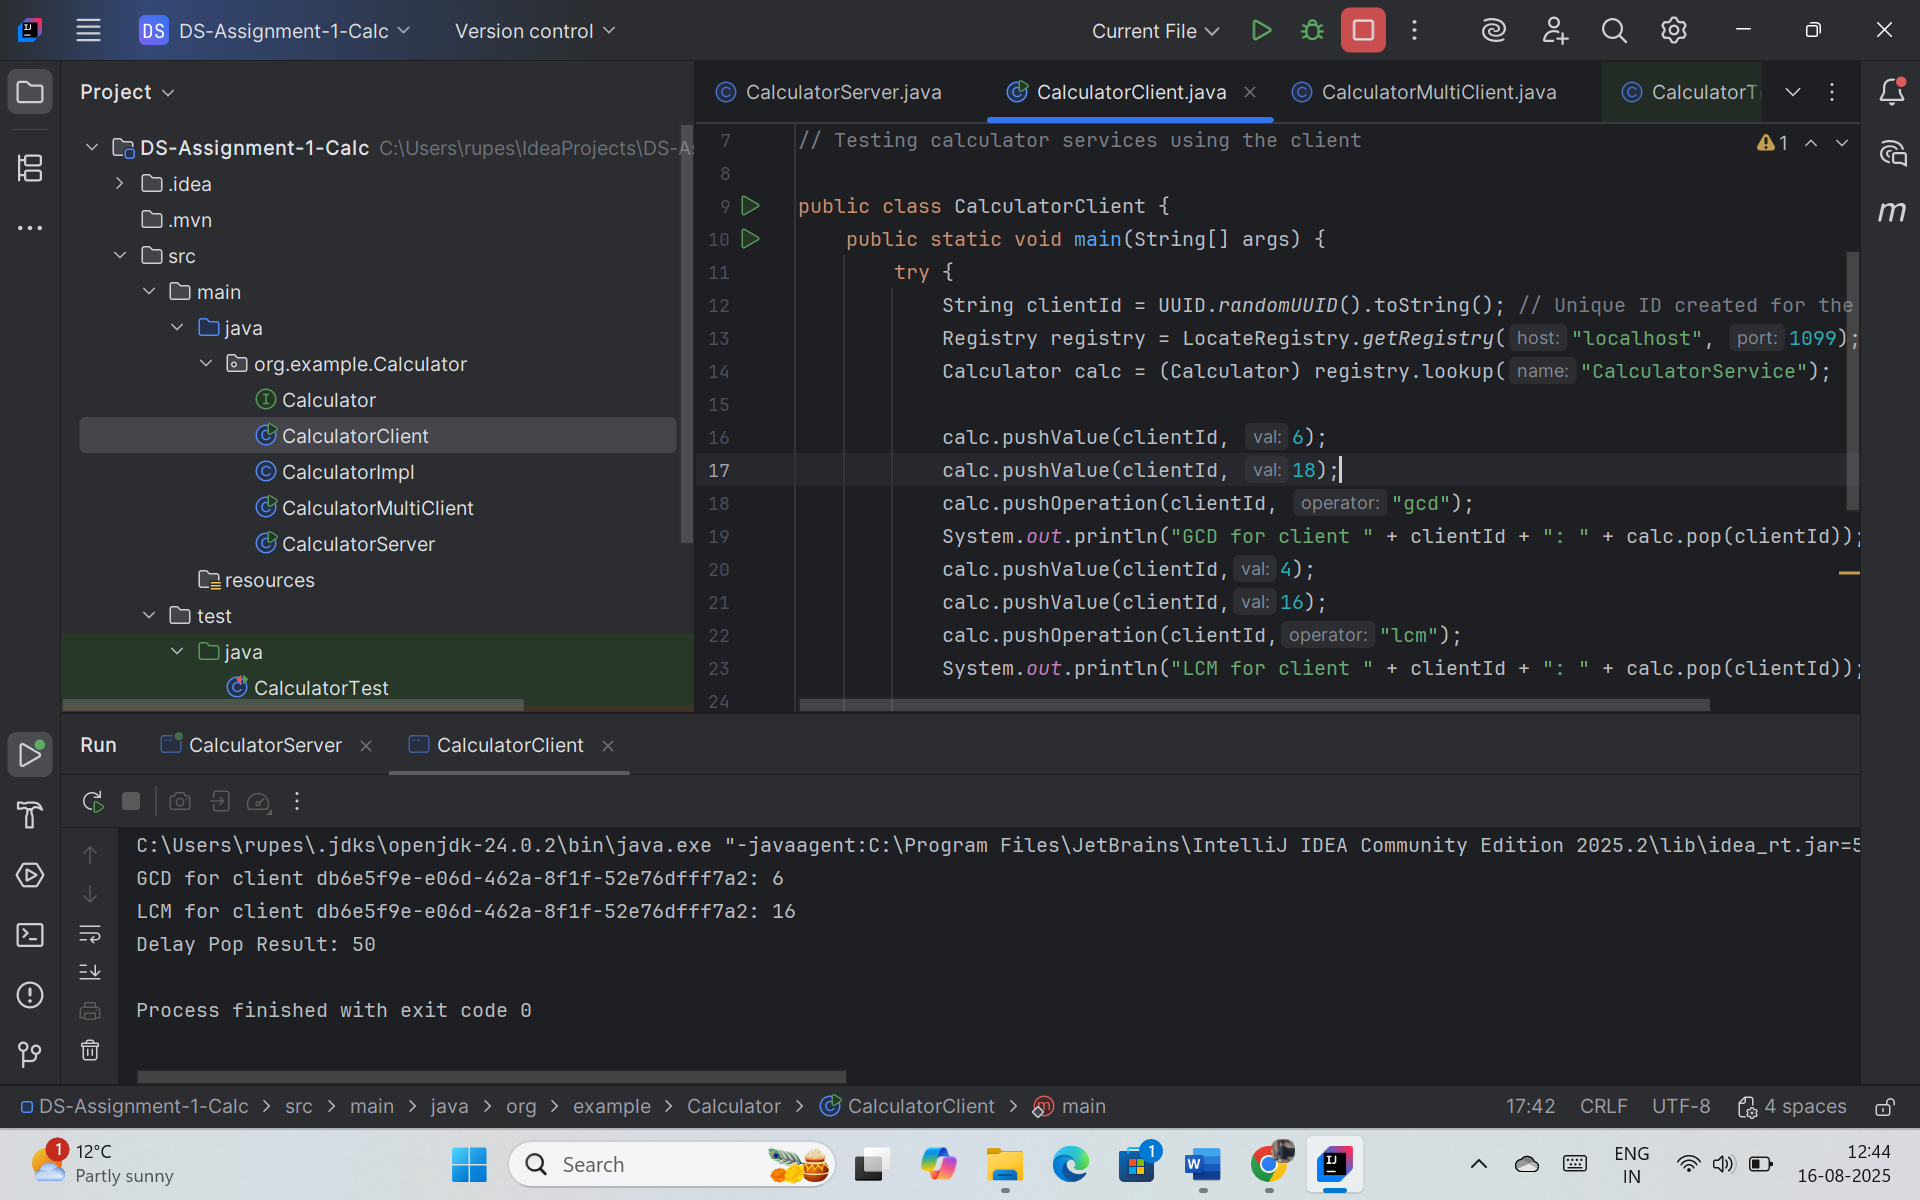 DS DS-Assignment-1-Calc Version control Current File
Project
DS-Assignment-1-Calc C:\Users\rupes\IdeaProjects\DS-A
.idea
.mvn
src
main
java
org.example.Calculator
Calculator
CalculatorClient
CalculatorImpl
CalculatorMultiClient
CalculatorServer
resources
test
java
CalculatorTest
CalculatorServer.java CalculatorClient.java CalculatorMultiClient.java CalculatorT
1
7 // Testing calculator services using the client
8
9 public class CalculatorClient {
10 public static void main(String[] args) {
11 try {
12 String clientId = UUID.randomUUID().toString(); // Unique ID created for the
13 Registry registry = LocateRegistry.getRegistry( host: "localhost", port: 1099);
14 Calculator calc = (Calculator) registry.lookup( name: "CalculatorService");
15
16 calc.pushValue(clientId, val: 6);
17 calc.pushValue(clientId, val: 18);
18 calc.pushOperation(clientId, operator: "gcd");
19 System.out.println("GCD for client " + clientId + ": " + calc.pop(clientId));
20 calc.pushValue(clientId, val: 4);
21 calc.pushValue(clientId, val: 16);
22 calc.pushOperation(clientId, operator: "lcm");
23 System.out.println("LCM for client " + clientId + ": " + calc.pop(clientId));
24
Run CalculatorServer CalculatorClient
C:\Users\rupes\.jdks\openjdk-24.0.2\bin\java.exe "-javaagent:C:\Program Files\JetBrains\IntelliJ IDEA Community Edition 2025.2\lib\idea_rt.jar=5
GCD for client db6e5f9e-e06d-462a-8f1f-52e76dfff7a2: 6
LCM for client db6e5f9e-e06d-462a-8f1f-52e76dfff7a2: 16
Delay Pop Result: 50
Process finished with exit code 0
DS-Assignment-1-Calc > src > main > java > org > example > Calculator > CalculatorClient > main 17:42 CRLF UTF-8 4 spaces
1 12°C
Partly sunny
Search
1
ENG
IN
12:44
16-08-2025